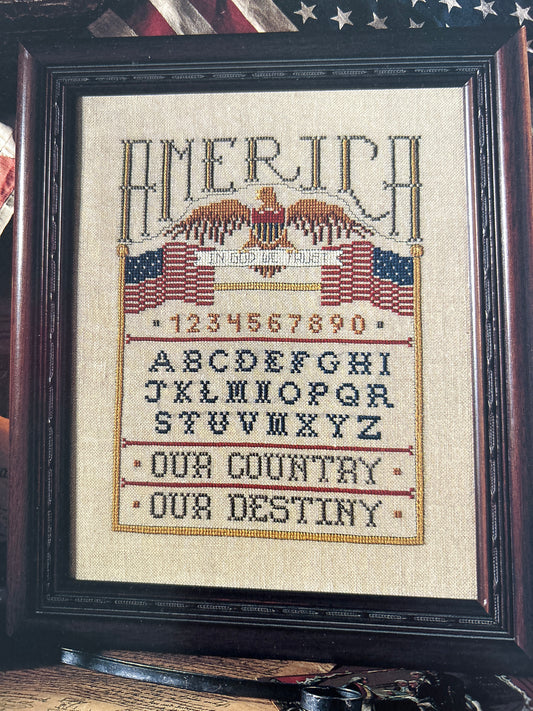 AMERICA
IN GOD WE TRUST
1234567890
ABCDEFGHI
JKLMNOPQR
STUVWXYZ
OUR COUNTRY
OUR DESTINY